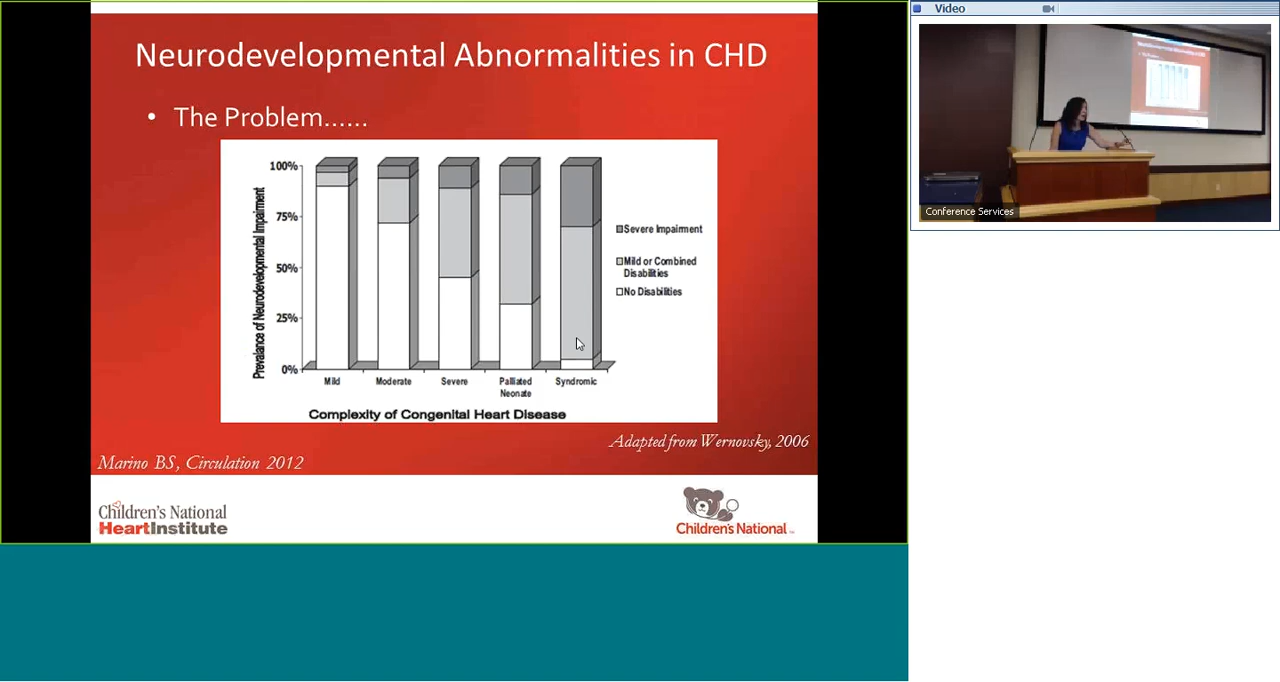 Neurodevelopmental Abnormalities in CHD
• The Problem......
Prevalance of Neurodevelopmental Impairment
100%
75%
50%
25%
0%
Mild
Moderate
Severe
Palliated
Neonate
Syndromic
Complexity of Congenital Heart Disease
Severe Impairment
Mild or Combined
Disabilities
No Disabilities
Adapted from Wernovsky, 2006
Marino BS, Circulation 2012
Children's National
HeartInstitute
Children's National
Video
Conference Services